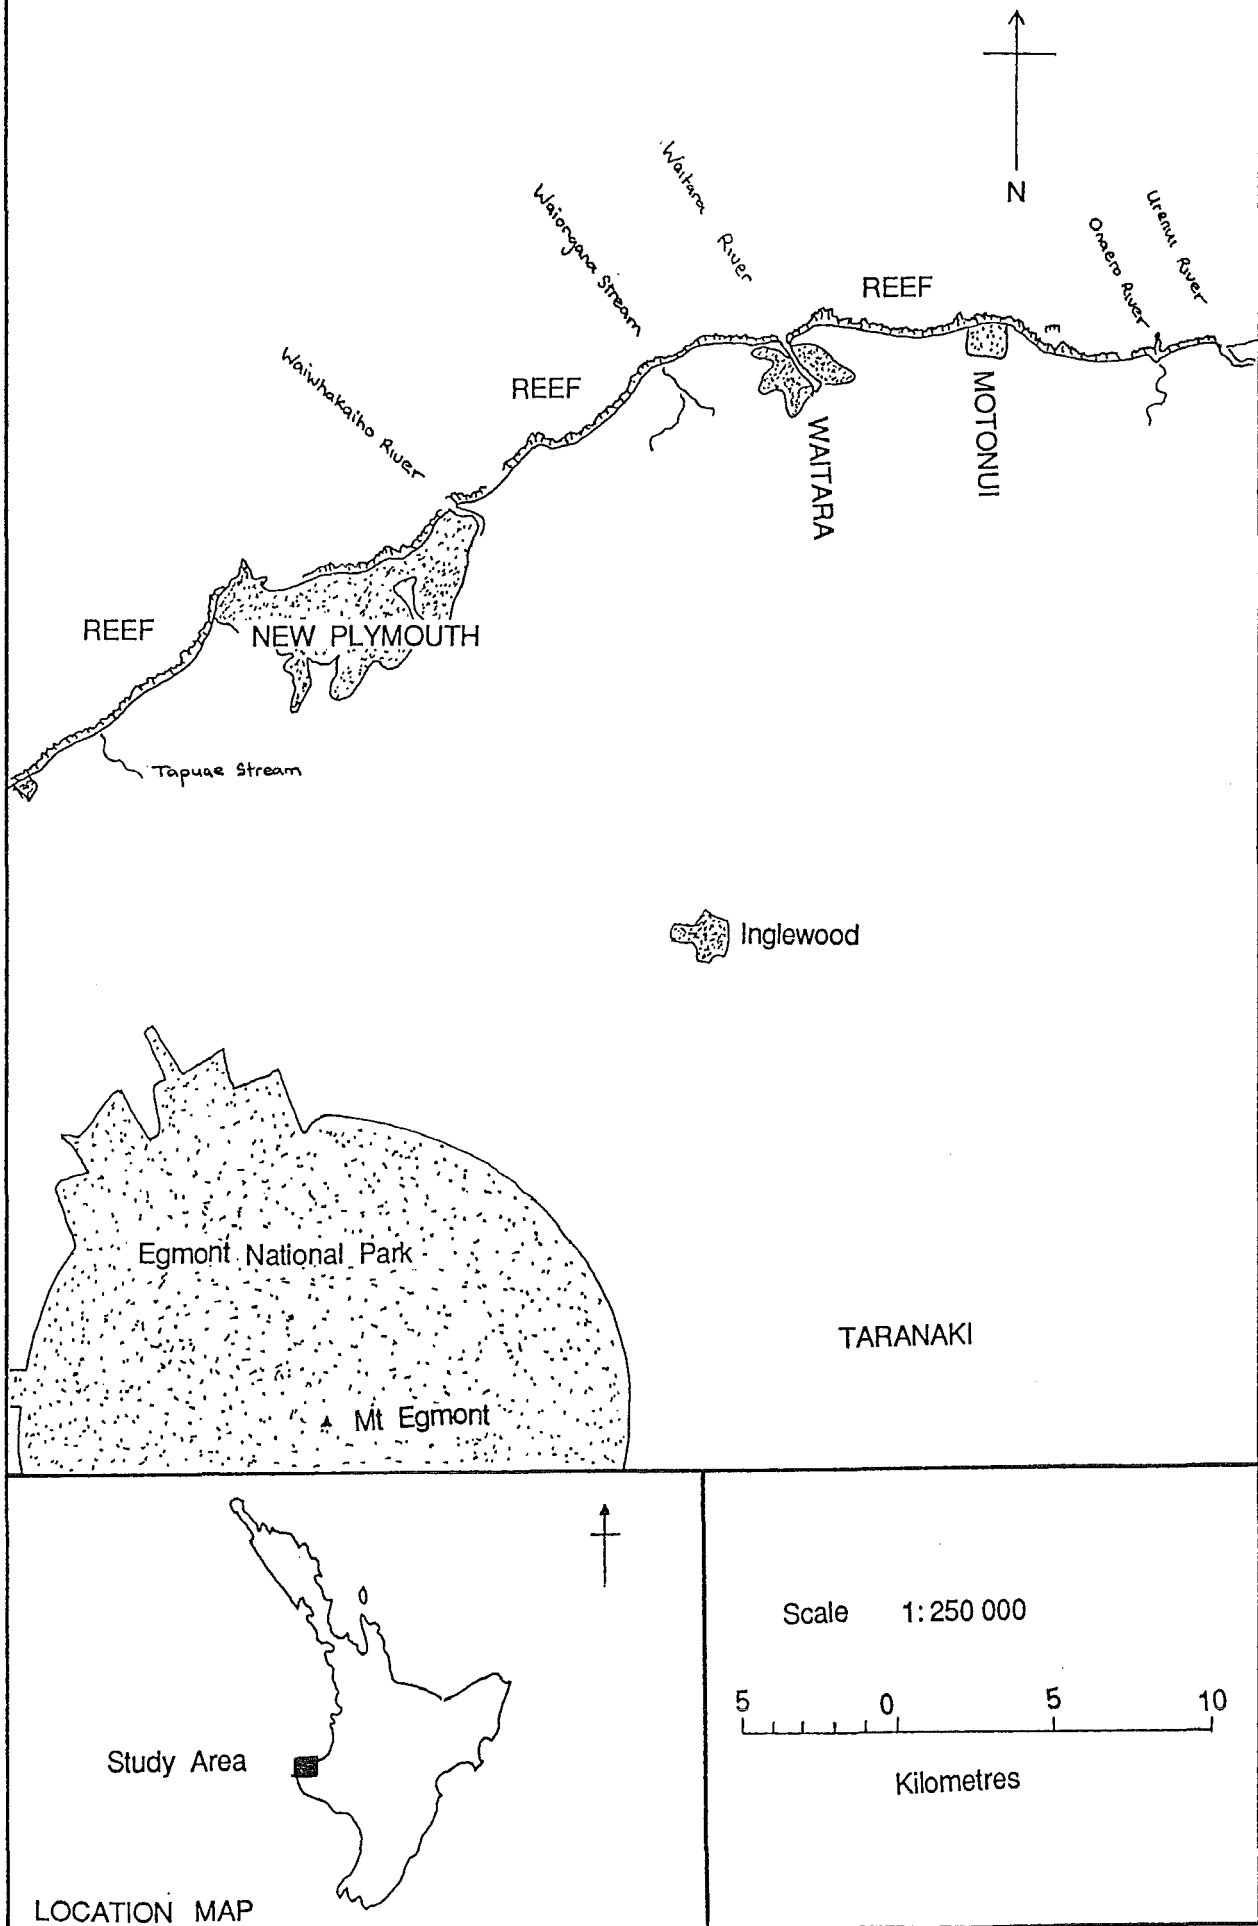 N
Waitara River
Waiongana Stream
Urenui River
Onaero River
REEF
Waiwhakaiho River
REEF
WAITARA
MOTONUI
REEF
NEW PLYMOUTH
Tapuae Stream
Inglewood
Egmont National Park
TARANAKI
Mt Egmont
Scale 1:250 000
5 0 5 10
Kilometres
Study Area
LOCATION MAP